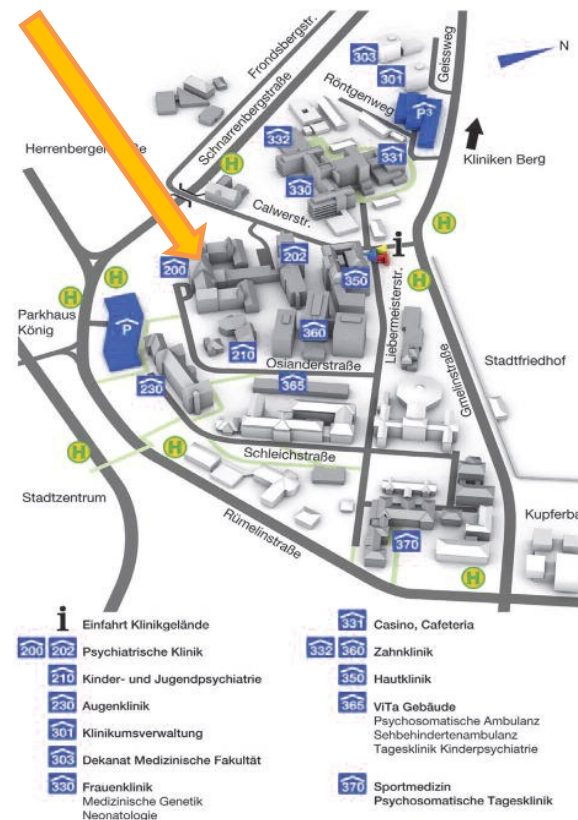 Frondsbergstr.
303
301
Geissweg
N
Schnarrenbergstraße
Röntgenweg
P3
332
331
H
Kliniken Berg
330
Calwerstr.
H
i
200
202
350
H
H
H
Liebermeisterstr.
Parkhaus
König
P
210
360
Gmelinstraße
Stadtfriedhof
Osianderstraße
230
365
H
H
Schleichstraße
Stadtzentrum
Rümelinstraße
370
H
i Einfahrt Klinikgelände
200 202 Psychiatrische Klinik
210 Kinder- und Jugendpsychiatrie
230 Augenklinik
301 Klinikumsverwaltung
303 Dekanat Medizinische Fakultät
330 Frauenklinik
Medizinische Genetik
Neonatologie
331 Casino, Cafeteria
332 360 Zahnklinik
350 Hautklinik
365 ViTa Gebäude
Psychosomatische Ambulanz
Sehbehindertenambulanz
Tagesklinik Kinderpsychiatrie
370 Sportmedizin
Psychosomatische Tagesklinik